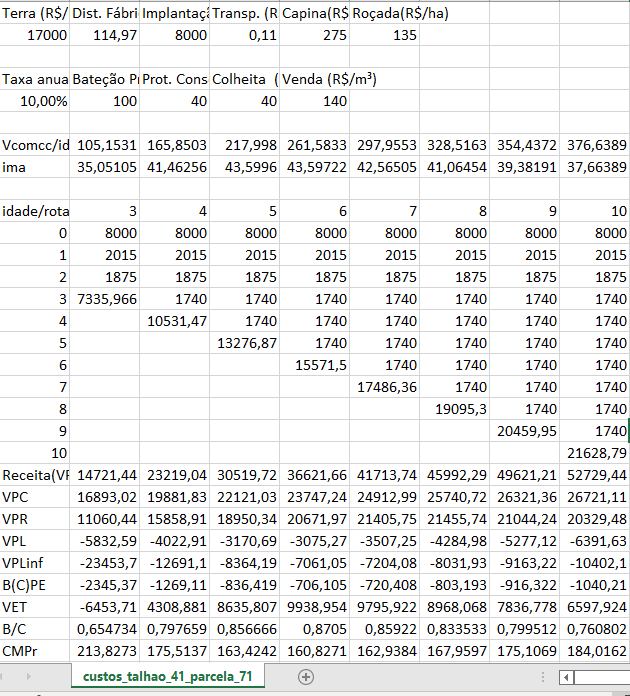 Terra (R$/ Dist. Fábri Implantaçã Transp. (R Capina(R$ Roçada(R$/ha)
17000 114,97 8000 0,11 275 135
Taxa anua Bateção Pr Prot. Cons Colheita ( Venda (R$/m³)
10,00% 100 40 40 140
Vcomcc/id 105,1531 165,8503 217,998 261,5833 297,9553 328,5163 354,4372 376,6389
ima 35,05105 41,46256 43,5996 43,59722 42,56505 41,06454 39,38191 37,66389
idade/rota 3 4 5 6 7 8 9 10
0 8000 8000 8000 8000 8000 8000 8000 8000
1 2015 2015 2015 2015 2015 2015 2015 2015
2 1875 1875 1875 1875 1875 1875 1875 1875
3 7335,966 1740 1740 1740 1740 1740 1740 1740
4 10531,47 1740 1740 1740 1740 1740 1740
5 13276,87 1740 1740 1740 1740 1740
6 15571,5 1740 1740 1740 1740
7 17486,36 1740 1740 1740
8 19095,3 1740 1740
9 20459,95 1740
10 21628,79
Receita(VF 14721,44 23219,04 30519,72 36621,66 41713,74 45992,29 49621,21 52729,44
VPC 16893,02 19881,83 22121,03 23747,24 24912,99 25740,72 26321,36 26721,11
VPR 11060,44 15858,91 18950,34 20671,97 21405,75 21455,74 21044,24 20329,48
VPL -5832,59 -4022,91 -3170,69 -3075,27 -3507,25 -4284,98 -5277,12 -6391,63
VPLinf -23453,7 -12691,1 -8364,19 -7061,05 -7204,08 -8031,93 -9163,22 -10402,1
B(C)PE -2345,37 -1269,11 -836,419 -706,105 -720,408 -803,193 -916,322 -1040,21
VET -6453,71 4308,881 8635,807 9938,954 9795,922 8968,068 7836,778 6597,924
B/C 0,654734 0,797659 0,856666 0,8705 0,85922 0,833533 0,799512 0,760802
CMPr 213,8273 175,5137 163,4242 160,8271 162,9384 167,9597 175,1069 184,0162
custos_talhao_41_parcela_71